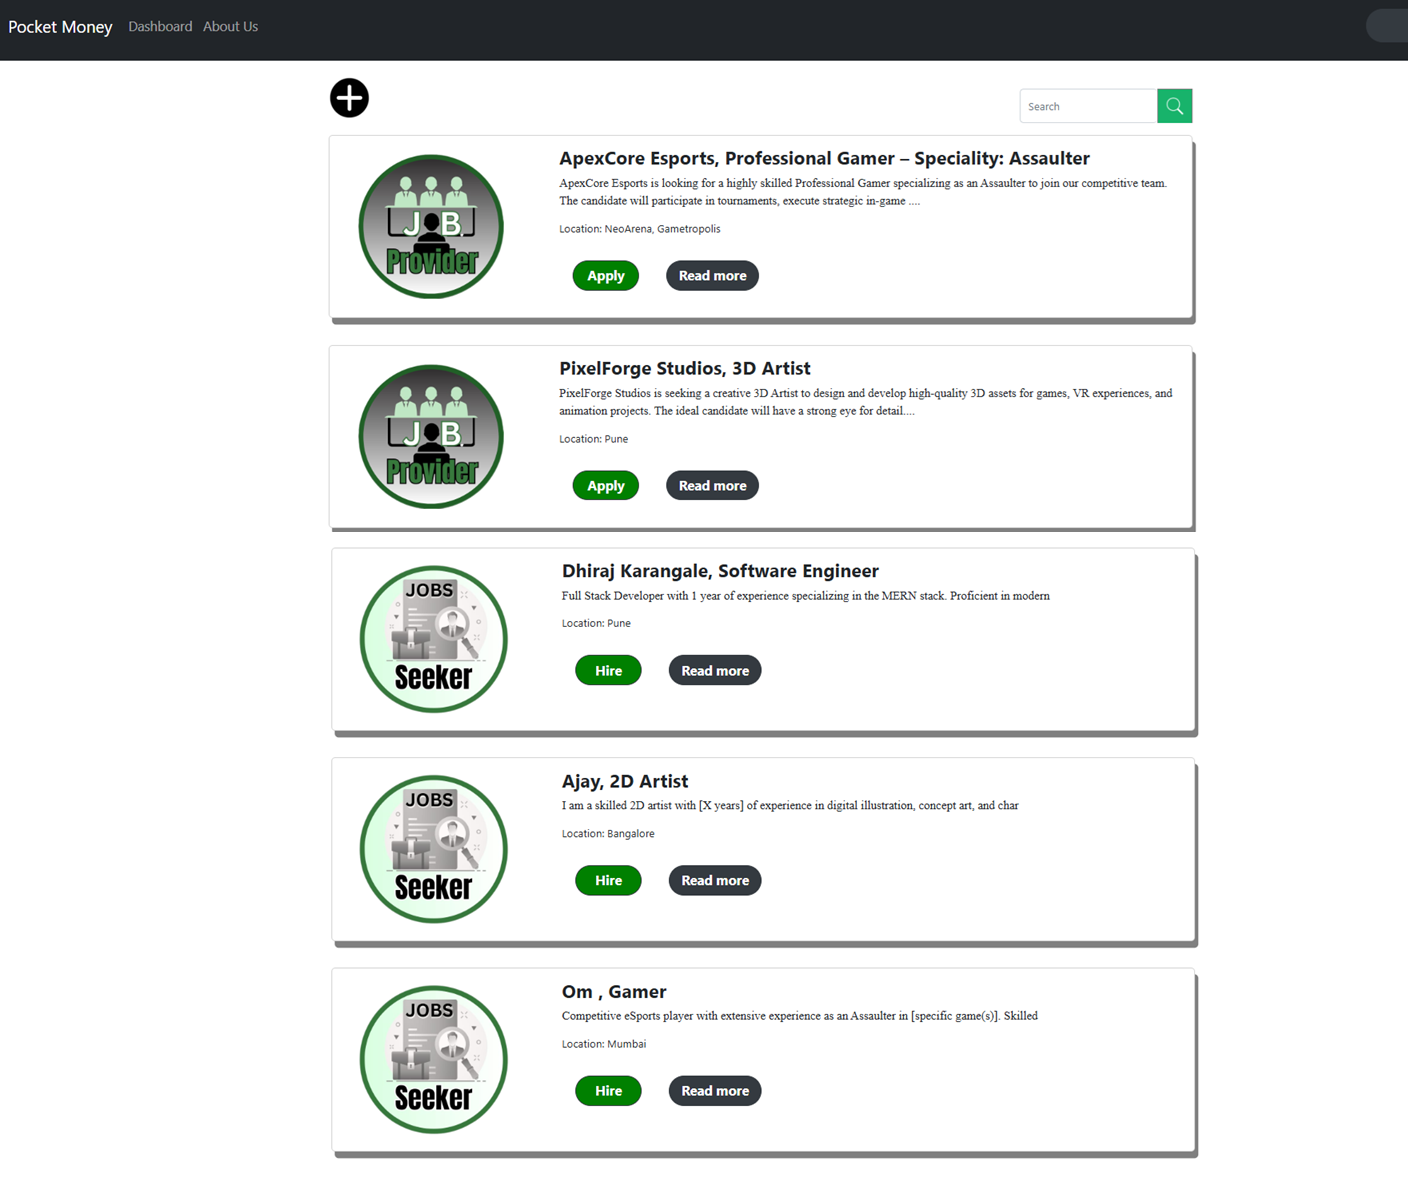 Pocket Money Dashboard About Us
Search
ApexCore Esports, Professional Gamer – Speciality: Assaulter
ApexCore Esports is looking for a highly skilled Professional Gamer specializing as an Assaulter to join our competitive team.
The candidate will participate in tournaments, execute strategic in-game ....
Location: NeoArena, Gametropolis
JOB
Provider
Apply Read more
PixelForge Studios, 3D Artist
PixelForge Studios is seeking a creative 3D Artist to design and develop high-quality 3D assets for games, VR experiences, and
animation projects. The ideal candidate will have a strong eye for detail....
Location: Pune
JOB
Provider
Apply Read more
Dhiraj Karangale, Software Engineer
Full Stack Developer with 1 year of experience specializing in the MERN stack. Proficient in modern
Location: Pune
JOBS
Seeker
Hire Read more
Ajay, 2D Artist
I am a skilled 2D artist with [X years] of experience in digital illustration, concept art, and char
Location: Bangalore
JOBS
Seeker
Hire Read more
Om , Gamer
Competitive eSports player with extensive experience as an Assaulter in [specific game(s)]. Skilled
Location: Mumbai
JOBS
Seeker
Hire Read more